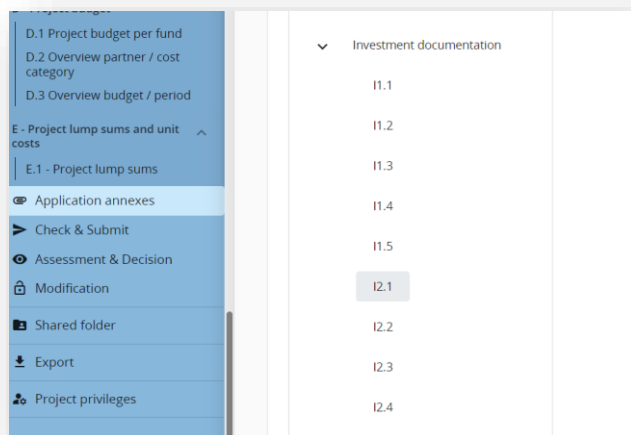 D - Project budget
D.1 Project budget per fund
D.2 Overview partner / cost
category
D.3 Overview budget / period
E - Project lump sums and unit
costs
E.1 - Project lump sums
Application annexes
Check & Submit
Assessment & Decision
Modification
Shared folder
Export
Project privileges
Investment documentation
I1.1
I1.2
I1.3
I1.4
I1.5
I2.1
I2.2
I2.3
I2.4